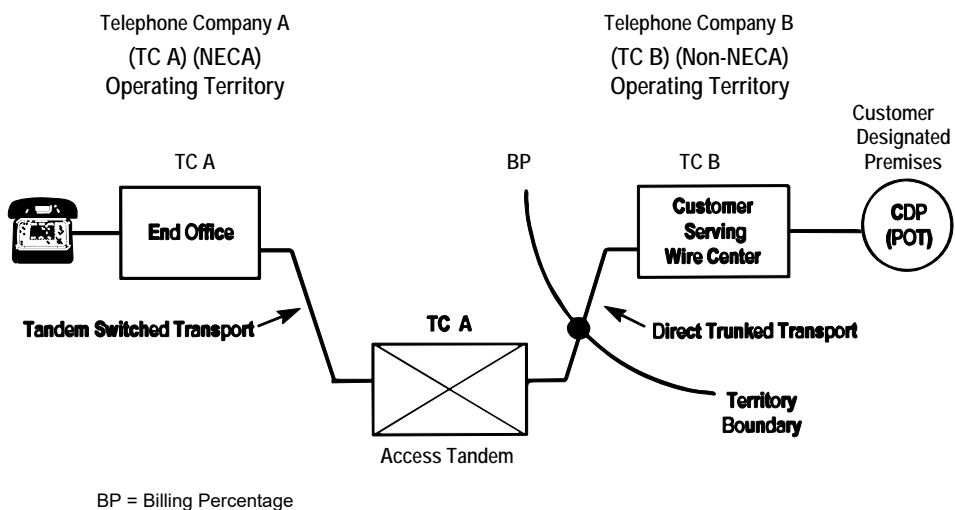 Telephone Company A
(TC A) (NECA)
Operating Territory
Telephone Company B
(TC B) (Non-NECA)
Operating Territory
Customer
Designated
Premises
TC A
BP
TC B
End Office
Customer
Serving
Wire Center
CDP
(POT)
Tandem Switched Transport
TC A
Direct Trunked Transport
Territory
Boundary
Access Tandem
BP = Billing Percentage